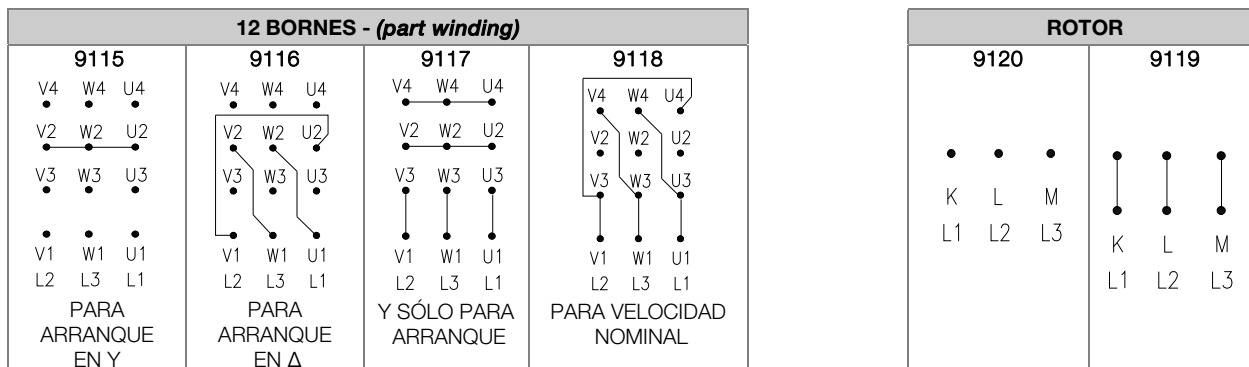 12 BORNES - (part winding)
9115
V4 W4 U4
V2 W2 U2
V3 W3 U3
V1 W1 U1
L2 L3 L1
PARA
ARRANQUE
EN Y
9116
V4 W4 U4
V2 W2 U2
V3 W3 U3
V1 W1 U1
L2 L3 L1
PARA
ARRANQUE
EN Δ
9117
V4 W4 U4
V2 W2 U2
V3 W3 U3
V1 W1 U1
L2 L3 L1
Y SÓLO PARA
ARRANQUE
9118
V4 W4 U4
V2 W2 U2
V3 W3 U3
V1 W1 U1
L2 L3 L1
PARA VELOCIDAD
NOMINAL
ROTOR
9120
K L M
L1 L2 L3
9119
K L M
L1 L2 L3